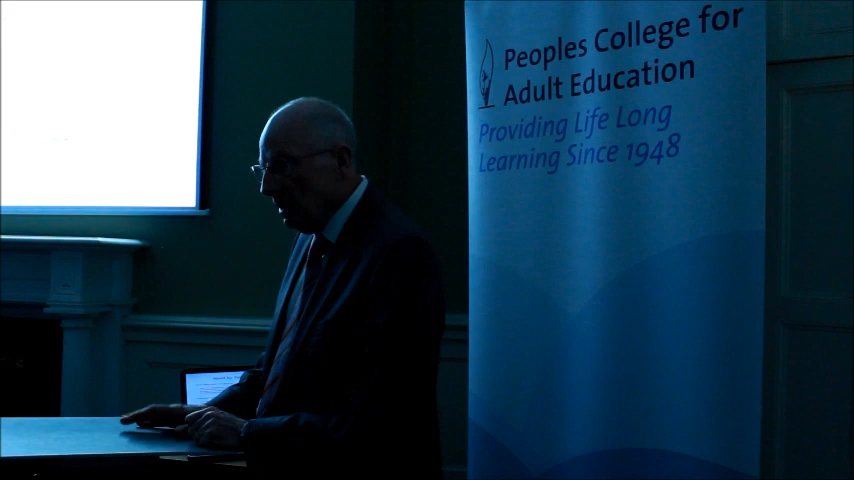 Peoples College for
Adult Education
Providing Life Long
Learning Since 1948